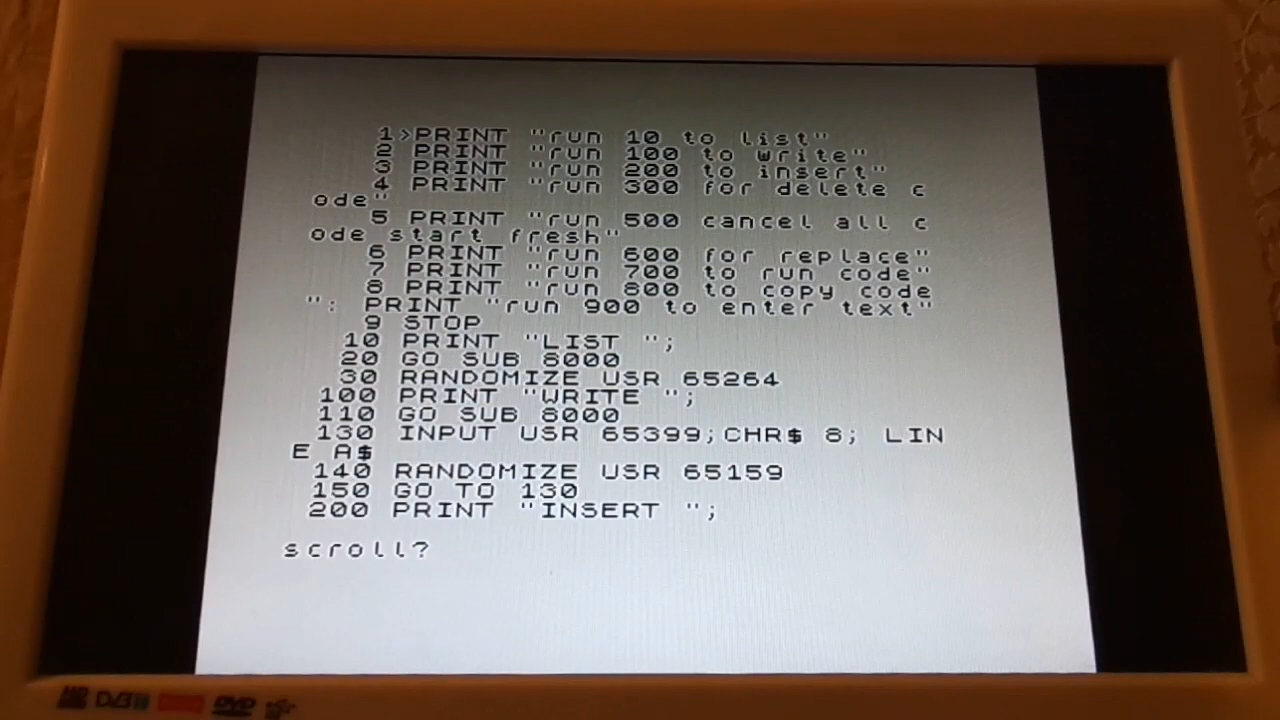 1>PRINT "run 10 to list"
2 PRINT "run 100 to write"
3 PRINT "run 200 to insert"
4 PRINT "run 300 for delete c
ode"
5 PRINT "run 500 cancel all c
ode start fresh"
6 PRINT "run 600 for replace"
7 PRINT "run 700 to run code"
8 PRINT "run 800 to copy code
": PRINT "run 900 to enter text"
9 STOP
10 PRINT "LIST ";
20 GO SUB 8000
30 RANDOMIZE USR 65264
100 PRINT "WRITE ";
110 GO SUB 8000
130 INPUT USR 65399;CHR$ 8; LIN
E A$
140 RANDOMIZE USR 65159
150 GO TO 130
200 PRINT "INSERT ";
scroll?
HD DVB DVD